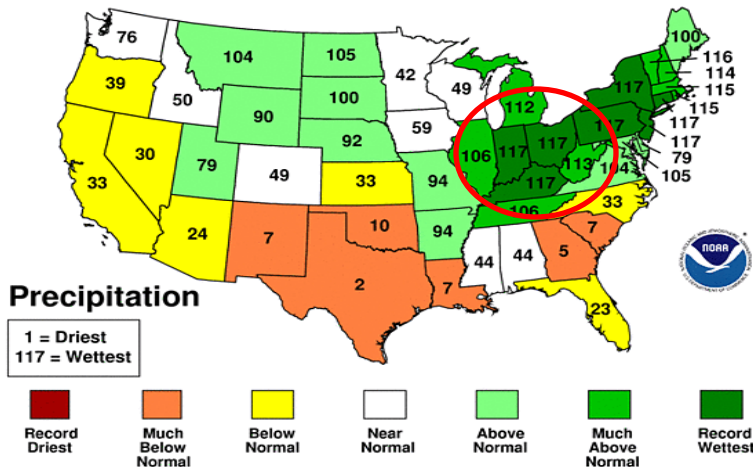 76
104
105
42
100
39
50
100
49
116
114
115
115
117
117
79
105
90
92
59
112
117
117
30
79
49
106
117
117
113
104
33
33
94
117
33
24
7
10
94
106
7
5
44
44
2
7
23
NOAA
Precipitation
1 = Driest
117 = Wettest
Record
Driest
Much
Below
Normal
Below
Normal
Near
Normal
Above
Normal
Much
Above
Normal
Record
Wettest